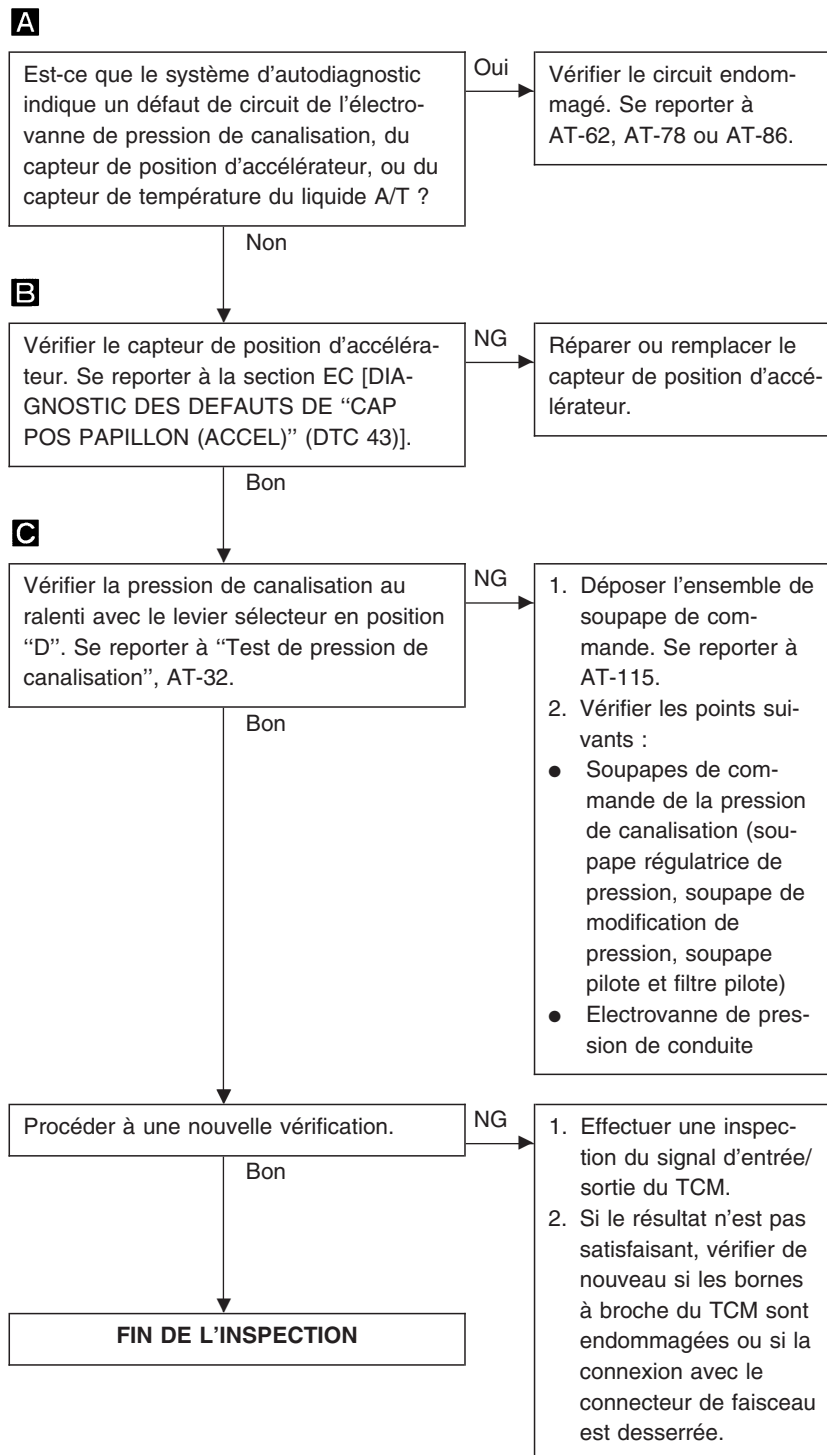 A
Est-ce que le système d'autodiagnostic
indique un défaut de circuit de l'électro-
vanne de pression de canalisation, du
capteur de position d'accélérateur, ou du
capteur de température du liquide A/T ?
Oui
Vérifier le circuit endom-
magé. Se reporter à
AT-62, AT-78 ou AT-86.
Non
B
Vérifier le capteur de position d'accéléra-
teur. Se reporter à la section EC [DIA-
GNOSTIC DES DEFAUTS DE ‘‘CAP
POS PAPILLON (ACCEL)’’ (DTC 43)].
NG
Réparer ou remplacer le
capteur de position d'accé-
lérateur.
Bon
C
Vérifier la pression de canalisation au
ralenti avec le levier sélecteur en position
‘‘D’’. Se reporter à ‘‘Test de pression de
canalisation’’, AT-32.
NG
1. Déposer l'ensemble de
soupape de com-
mande. Se reporter à
AT-115.
2. Vérifier les points sui-
vants :
● Soupapes de com-
mande de la pression
de canalisation (sou-
pape régulatrice de
pression, soupape de
modification de
pression, soupape
pilote et filtre pilote)
● Electrovanne de pres-
sion de conduite
Bon
Procéder à une nouvelle vérification.
NG
1. Effectuer une inspec-
tion du signal d'entrée/
sortie du TCM.
2. Si le résultat n'est pas
satisfaisant, vérifier de
nouveau si les bornes
à broche du TCM sont
endommagées ou si la
connexion avec le
connecteur de faisceau
est desserrée.
Bon
FIN DE L'INSPECTION